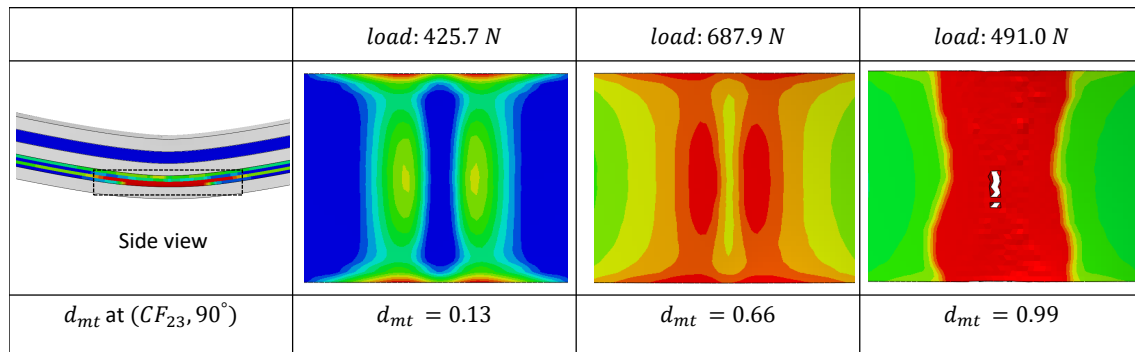 load: 425.7 N
load: 687.9 N
load: 491.0 N
Side view
d_mt at (CF_23, 90°)
d_mt = 0.13
d_mt = 0.66
d_mt = 0.99